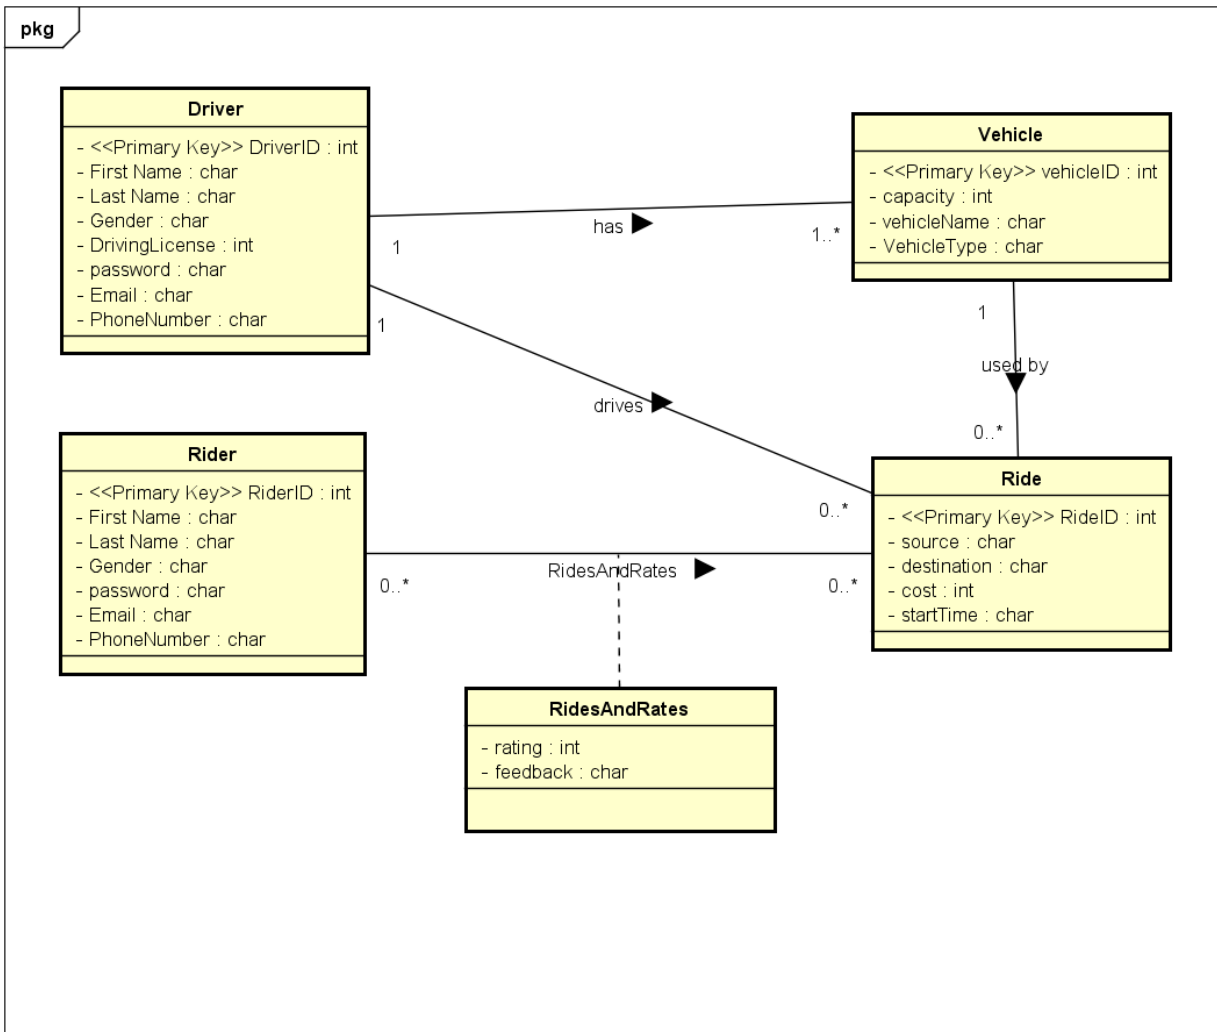 pkg
Driver
- <<Primary Key>> DriverID : int
- First Name : char
- Last Name : char
- Gender : char
- DrivingLicense : int
- password : char
- Email : char
- PhoneNumber : char
Vehicle
- <<Primary Key>> vehicleID : int
- capacity : int
- vehicleName : char
- VehicleType : char
has
1
1..*
1
used by
0..*
1
drives
0..*
Rider
- <<Primary Key>> RiderID : int
- First Name : char
- Last Name : char
- Gender : char
- password : char
- Email : char
- PhoneNumber : char
Ride
- <<Primary Key>> RideID : int
- source : char
- destination : char
- cost : int
- startTime : char
0..*
RidesAndRates
0..*
RidesAndRates
- rating : int
- feedback : char